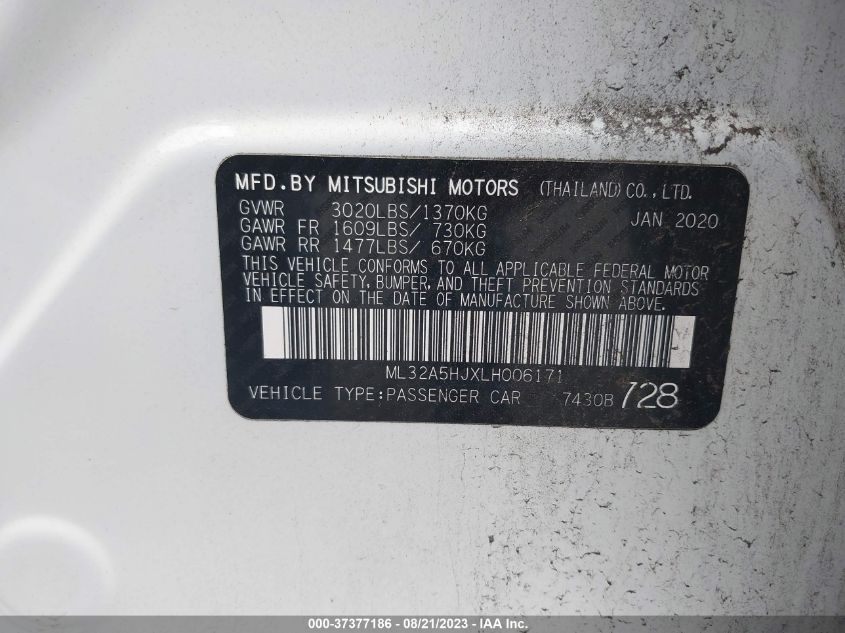 MFD.BY MITSUBISHI MOTORS (THAILAND)CO.,LTD.
GVWR 3020LBS/1370KG JAN 2020
GAWR FR 1609LBS/ 730KG
GAWR RR 1477LBS/ 670KG
THIS VEHICLE CONFORMS TO ALL APPLICABLE FEDERAL MOTOR
VEHICLE SAFETY, BUMPER, AND THEFT PREVENTION STANDARDS
IN EFFECT ON THE DATE OF MANUFACTURE SHOWN ABOVE.
ML32A5HJXLH006171
VEHICLE TYPE:PASSENGER CAR 7430B 728
000-37377186 - 08/21/2023 - IAA Inc.